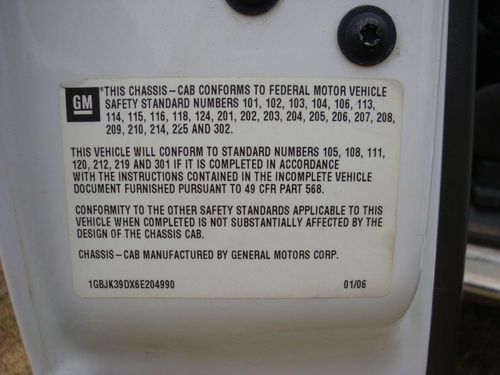 GM
THIS CHASSIS-CAB CONFORMS TO FEDERAL MOTOR VEHICLE
SAFETY STANDARD NUMBERS 101, 102, 103, 104, 106, 113,
114, 115, 116, 118, 124, 201, 202, 203, 204, 205, 206, 207, 208,
209, 210, 214, 225 AND 302.
THIS VEHICLE WILL CONFORM TO STANDARD NUMBERS 105, 108, 111,
120, 212, 219 AND 301 IF IT IS COMPLETED IN ACCORDANCE
WITH THE INSTRUCTIONS CONTAINED IN THE INCOMPLETE VEHICLE
DOCUMENT FURNISHED PURSUANT TO 49 CFR PART 568.
CONFORMITY TO THE OTHER SAFETY STANDARDS APPLICABLE TO THIS
VEHICLE WHEN COMPLETED IS NOT SUBSTANTIALLY AFFECTED BY THE
DESIGN OF THE CHASSIS CAB.
CHASSIS-CAB MANUFACTURED BY GENERAL MOTORS CORP.
1GBJK39DX6E204990 01/06